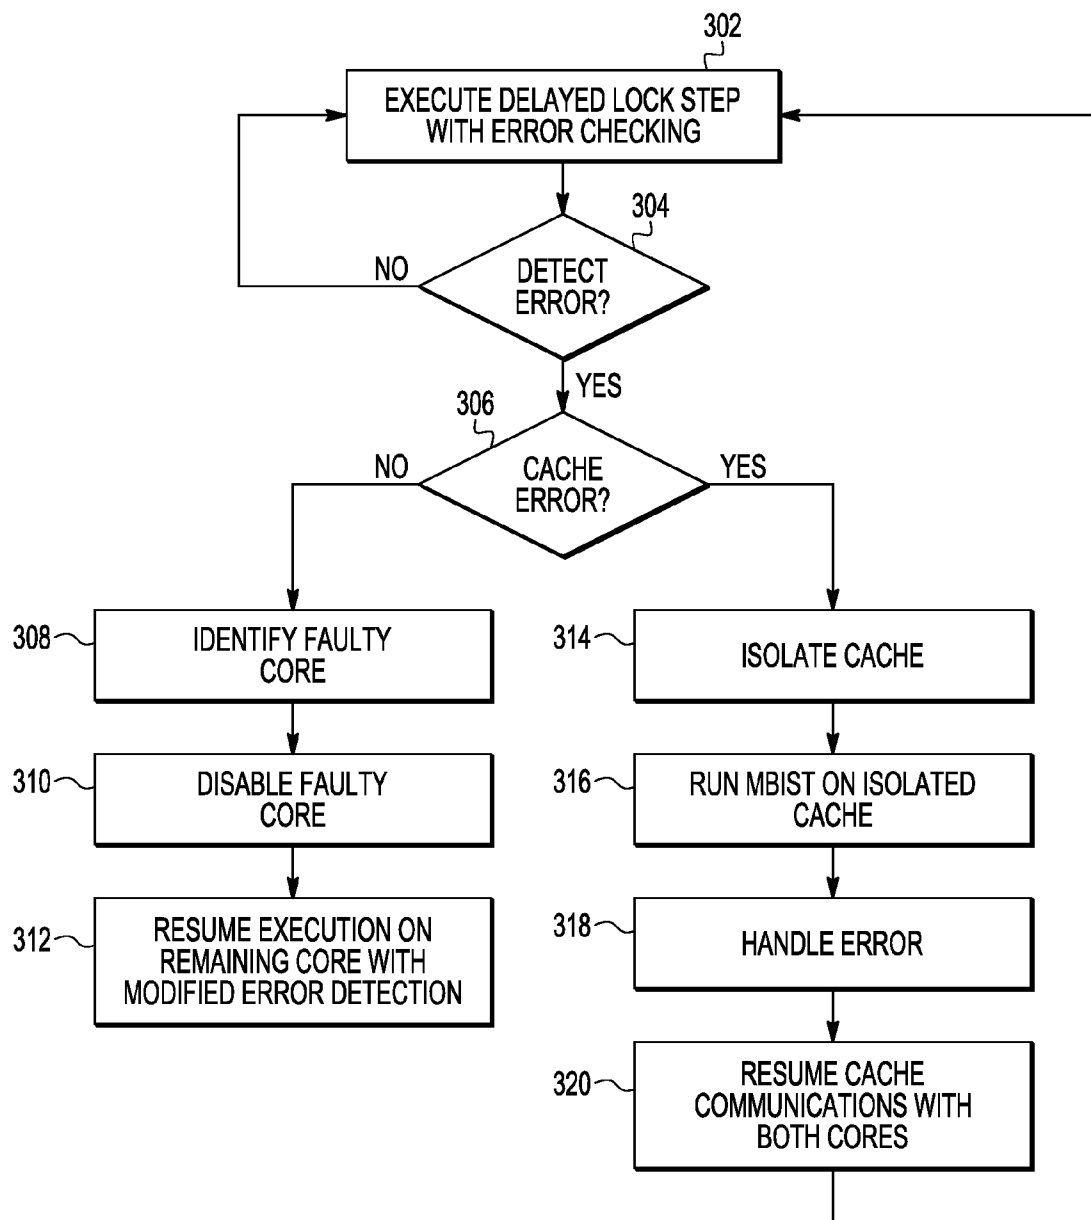 302
EXECUTE DELAYED LOCK STEP
WITH ERROR CHECKING
304
NO
DETECT
ERROR?
YES
306
NO
CACHE
ERROR?
YES
308
IDENTIFY FAULTY
CORE
314
ISOLATE CACHE
310
DISABLE FAULTY
CORE
316
RUN MBIST ON ISOLATED
CACHE
312
RESUME EXECUTION ON
REMAINING CORE WITH
MODIFIED ERROR DETECTION
318
HANDLE ERROR
320
RESUME CACHE
COMMUNICATIONS WITH
BOTH CORES